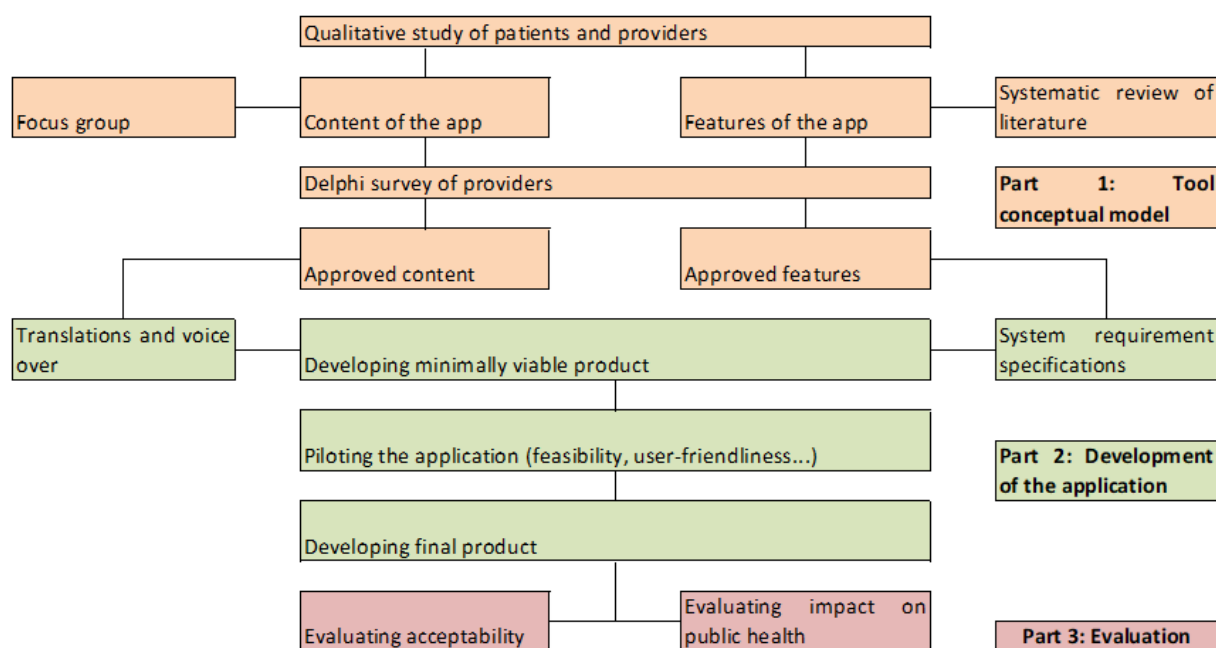 Qualitative study of patients and providers
Focus group
Content of the app
Features of the app
Systematic review of
literature
Delphi survey of providers
Part 1: Tool
conceptual model
Approved content
Approved features
Translations and voice
over
Developing minimally viable product
System requirement
specifications
Piloting the application (feasibility, user-friendliness...)
Part 2: Development
of the application
Developing final product
Evaluating acceptability
Evaluating impact on
public health
Part 3: Evaluation